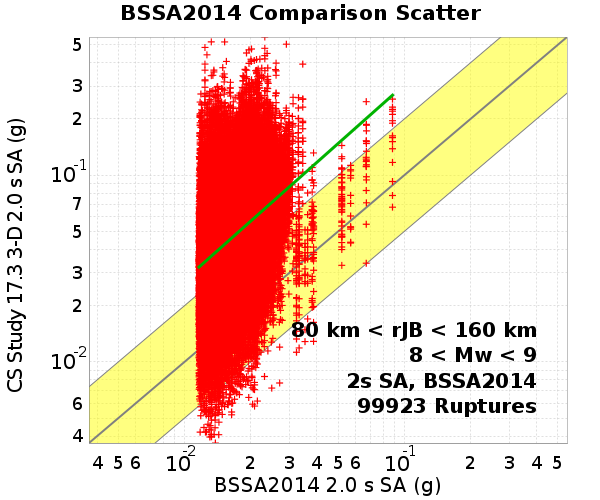 BSSA2014 Comparison Scatter
CS Study 17.3 3-D 2.0 s SA (g)
5
3
2
10-1
7
5
3
2
10-2
6
4
80 km < rJB < 160 km
8 < Mw < 9
2s SA, BSSA2014
99923 Ruptures
4 5 6 10-2 2 3 4 5 6 10-1 2 3 4 5
BSSA2014 2.0 s SA (g)